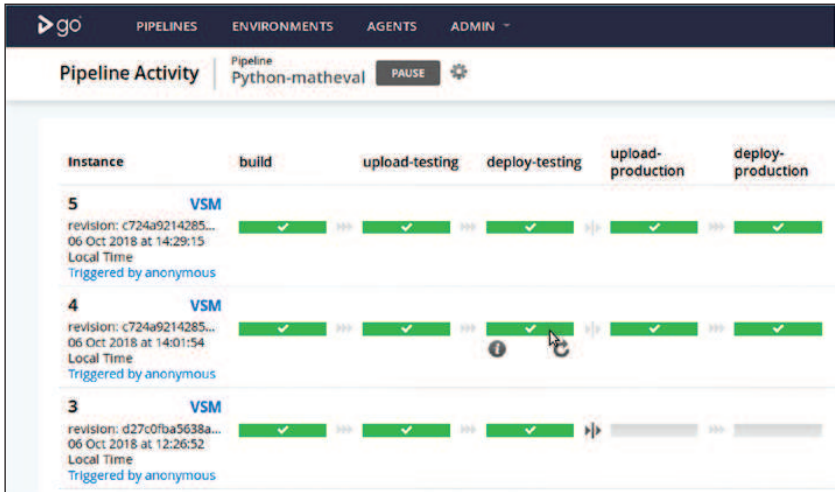 go PIPELINES ENVIRONMENTS AGENTS ADMIN
Pipeline Activity
Pipeline
Python-matheval PAUSE
Instance build upload-testing deploy-testing upload-production deploy-production
5 VSM
revision: c724a9214285...
06 Oct 2018 at 14:29:15
Local Time
Triggered by anonymous
4 VSM
revision: c724a9214285...
06 Oct 2018 at 14:01:54
Local Time
Triggered by anonymous
3 VSM
revision: d27c0fba5638a...
06 Oct 2018 at 12:26:52
Local Time
Triggered by anonymous